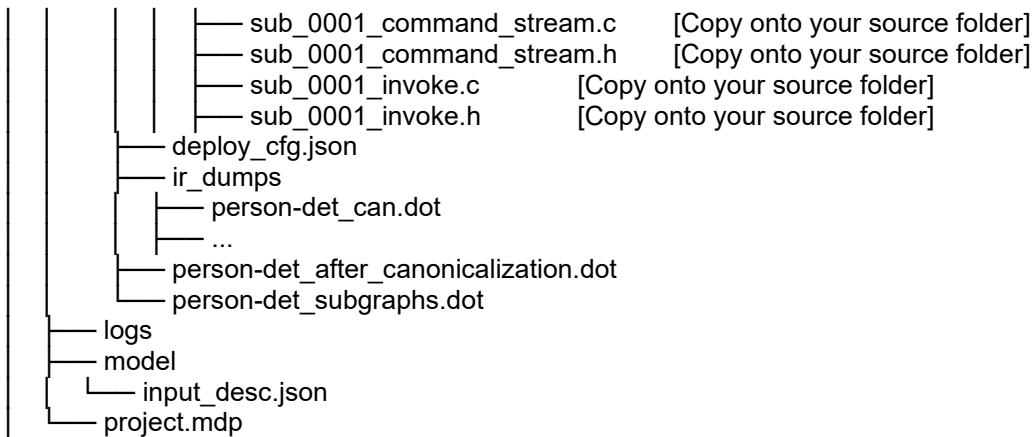 sub_0001_command_stream.c [Copy onto your source folder]
sub_0001_command_stream.h [Copy onto your source folder]
sub_0001_invoke.c [Copy onto your source folder]
sub_0001_invoke.h [Copy onto your source folder]
deploy_cfg.json
ir_dumps
person-det_can.dot
...
person-det_after_canonicalization.dot
person-det_subgraphs.dot
logs
model
input_desc.json
project.mdp